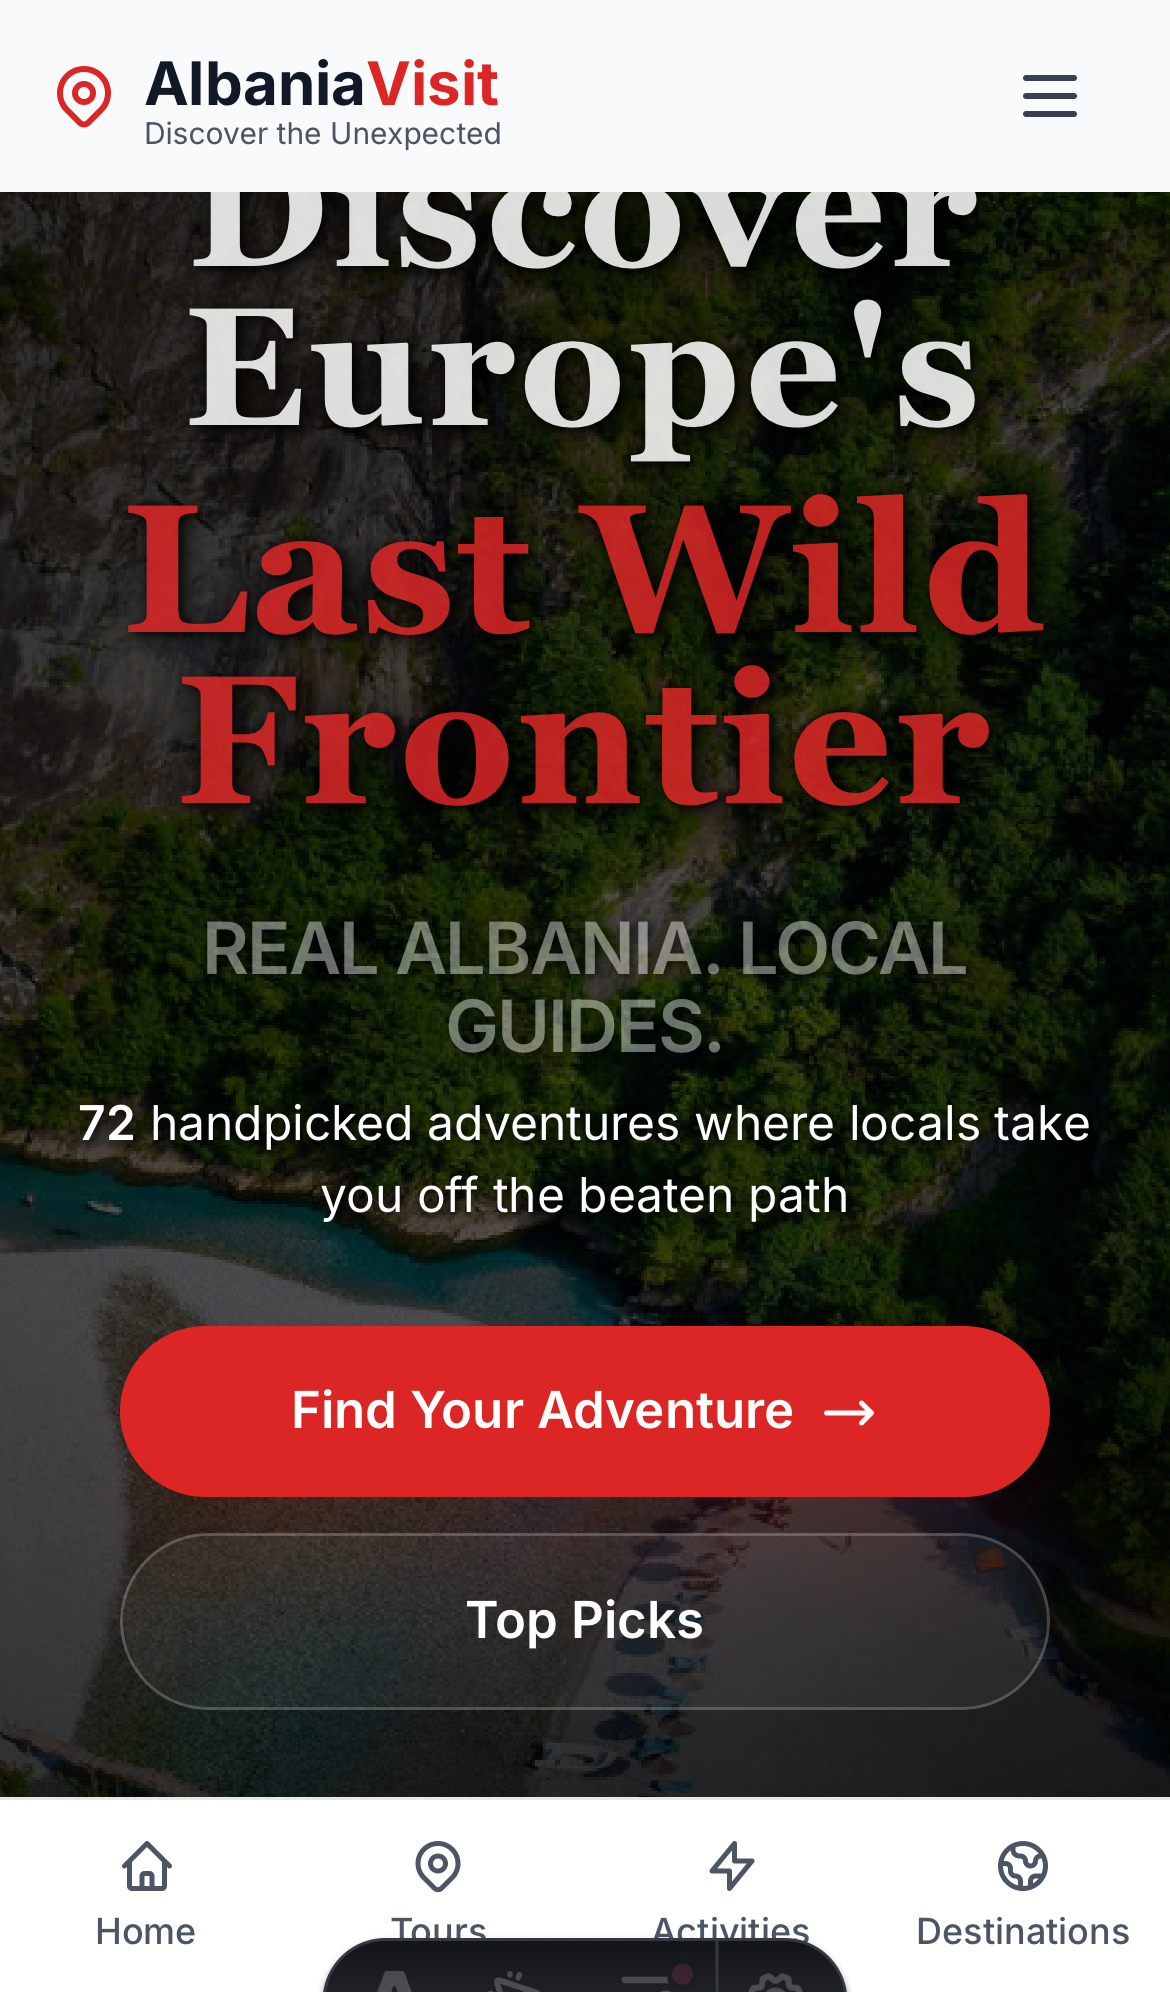 AlbaniaVisit
Discover the Unexpected
Discover
Europe's
Last Wild
Frontier
REAL ALBANIA. LOCAL
GUIDES.
72 handpicked adventures where locals take
you off the beaten path
Find Your Adventure →
Top Picks
Home
Tours
Activities
Destinations